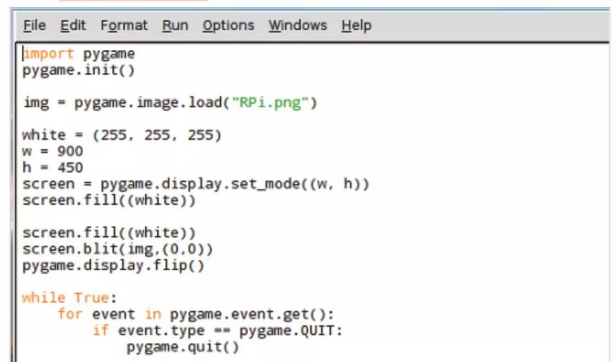 File Edit Format Run Options Windows Help
import pygame
pygame.init()
img = pygame.image.load("RPi.png")
white = (255, 255, 255)
w = 900
h = 450
screen = pygame.display.set_mode((w, h))
screen.fill((white))
screen.fill((white))
screen.blit(img,(0,0))
pygame.display.flip()
while True:
    for event in pygame.event.get():
        if event.type == pygame.QUIT:
            pygame.quit()